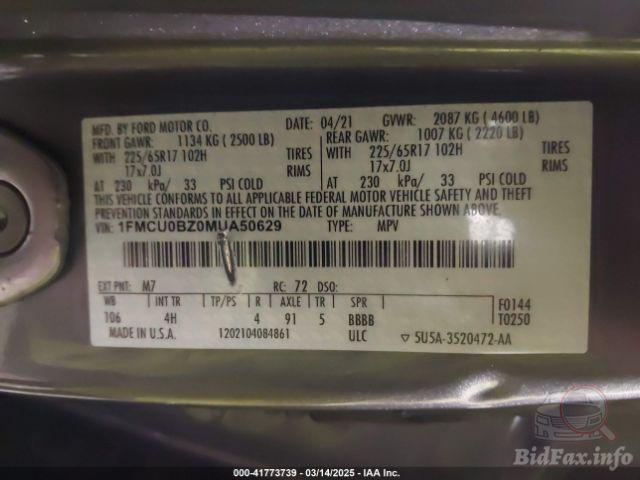 MFD. BY FORD MOTOR CO. DATE: 04/21 GVWR: 2087 KG (4600 LB)
FRONT GAWR: 1134 KG (2500 LB) REAR GAWR: 1007 KG (2220 LB)
WITH 225/65R17 102H TIRES WITH 225/65R17 102H TIRES
17x7.0J RIMS 17x7.0J RIMS
AT 230 kPa/ 33 PSI COLD AT 230 kPa/ 33 PSI COLD
THIS VEHICLE CONFORMS TO ALL APPLICABLE FEDERAL MOTOR VEHICLE SAFETY AND THEFT
PREVENTION STANDARDS IN EFFECT ON THE DATE OF MANUFACTURE SHOWN ABOVE.
VIN: 1FMCU0BZ0MUA50629 TYPE: MPV
EXT PNT: M7 RC: 72 DSO:
WB INT TR TP/PS R AXLE TR SPR F0144
106 4H 4 91 5 BBBB T0250
MADE IN U.S.A. 1202104084861 ULC ▽ 5U5A-3520472-AA
BidFax.info
000-41773739 - 03/14/2025 - IAA Inc.